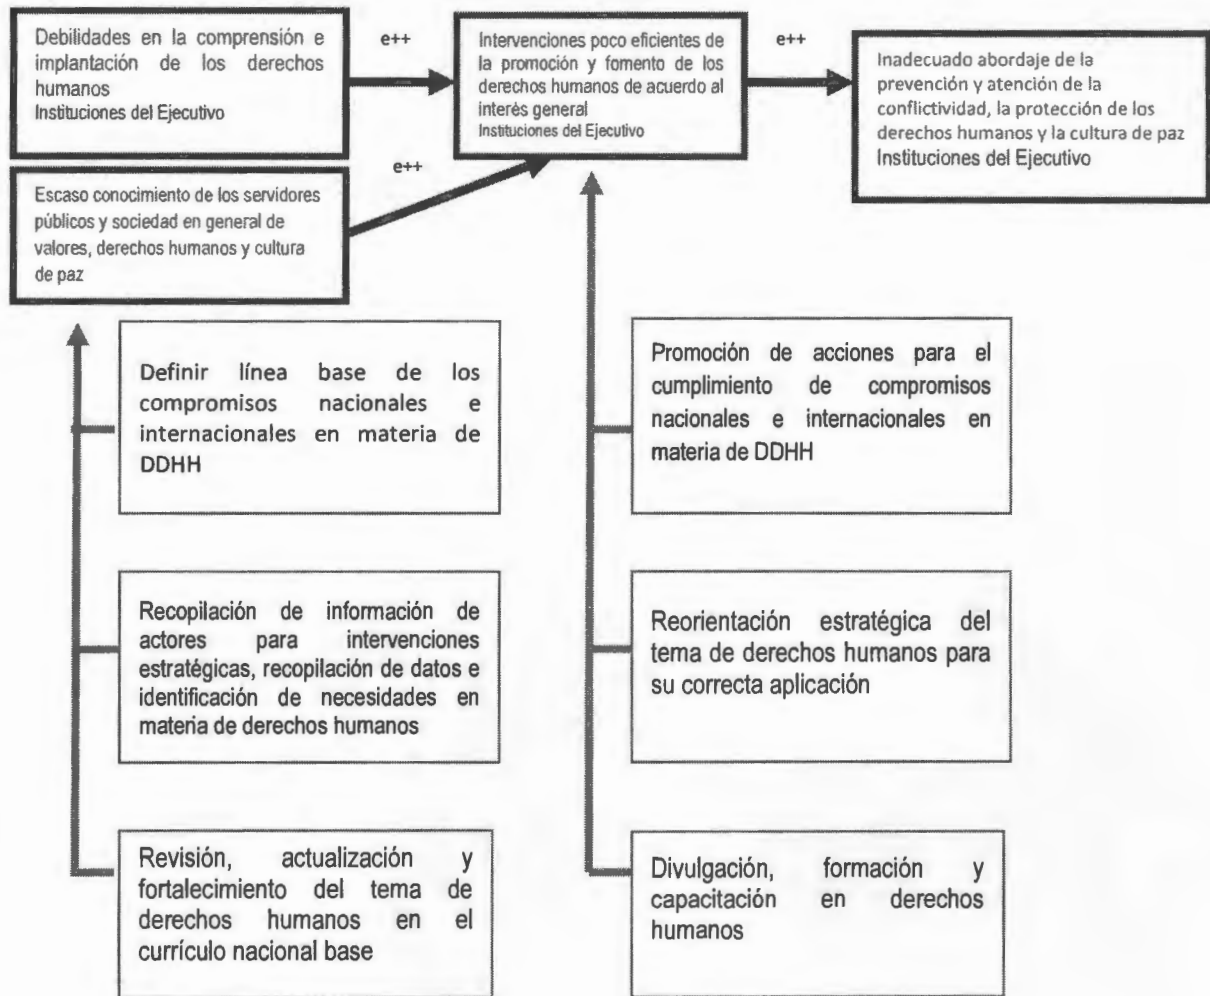 Debilidades en la comprensión e
implantación de los derechos
humanos
Instituciones del Ejecutivo
e++
Intervenciones poco eficientes de
la promoción y fomento de los
derechos humanos de acuerdo al
interés general
Instituciones del Ejecutivo
e++
Inadecuado abordaje de la
prevención y atención de la
conflictividad, la protección de los
derechos humanos y la cultura de paz
Instituciones del Ejecutivo
Escaso conocimiento de los servidores
públicos y sociedad en general de
valores, derechos humanos y cultura
de paz
e++
Definir línea base de los
compromisos nacionales e
internacionales en materia de
DDHH
Promoción de acciones para el
cumplimiento de compromisos
nacionales e internacionales en
materia de DDHH
Recopilación de información de
actores para intervenciones
estratégicas, recopilación de datos e
identificación de necesidades en
materia de derechos humanos
Reorientación estratégica del
tema de derechos humanos para
su correcta aplicación
Revisión, actualización y
fortalecimiento del tema de
derechos humanos en el
currículo nacional base
Divulgación, formación y
capacitación en derechos
humanos